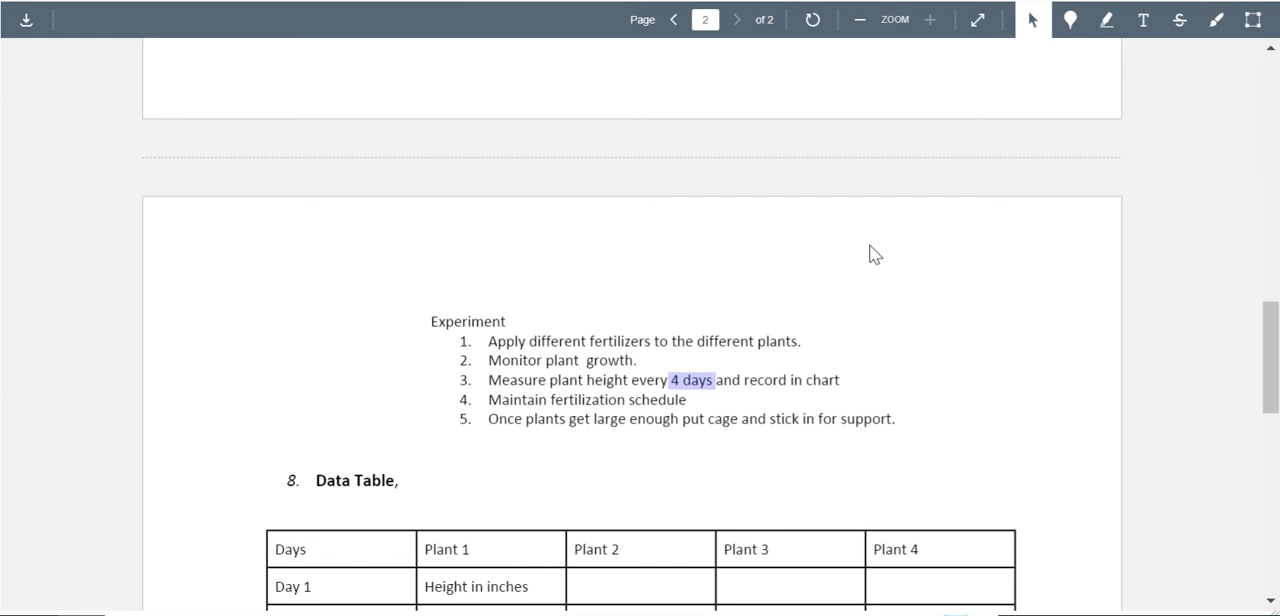 Page 2 of 2 ZOOM T S
Experiment
1. Apply different fertilizers to the different plants.
2. Monitor plant growth.
3. Measure plant height every 4 days and record in chart
4. Maintain fertilization schedule
5. Once plants get large enough put cage and stick in for support.
8. Data Table,
Days Plant 1 Plant 2 Plant 3 Plant 4
Day 1 Height in inches